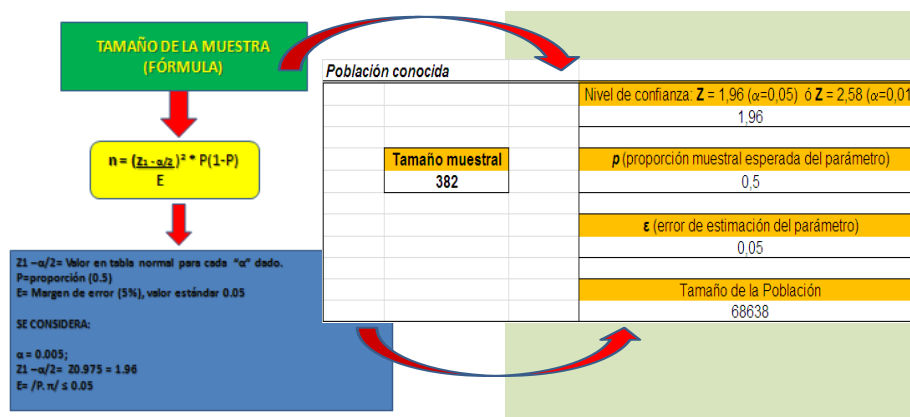 TAMAÑO DE LA MUESTRA
(FÓRMULA)
n = (Z1 - α/2)² * P(1-P)
E
Z1 –α/2= Valor en tabla normal para cada "α" dado.
P=proporción (0.5)
E= Margen de error (5%), valor estándar 0.05
SE CONSIDERA:
α = 0.005;
Z1 –α/2= Z0.975 = 1.96
E= /P. π/ ≤ 0.05
Población conocida
Tamaño muestral
382
Nivel de confianza: Z = 1,96 (α=0,05) ó Z = 2,58 (α=0,01
1,96
p (proporción muestral esperada del parámetro)
0,5
ε (error de estimación del parámetro)
0,05
Tamaño de la Población
68638